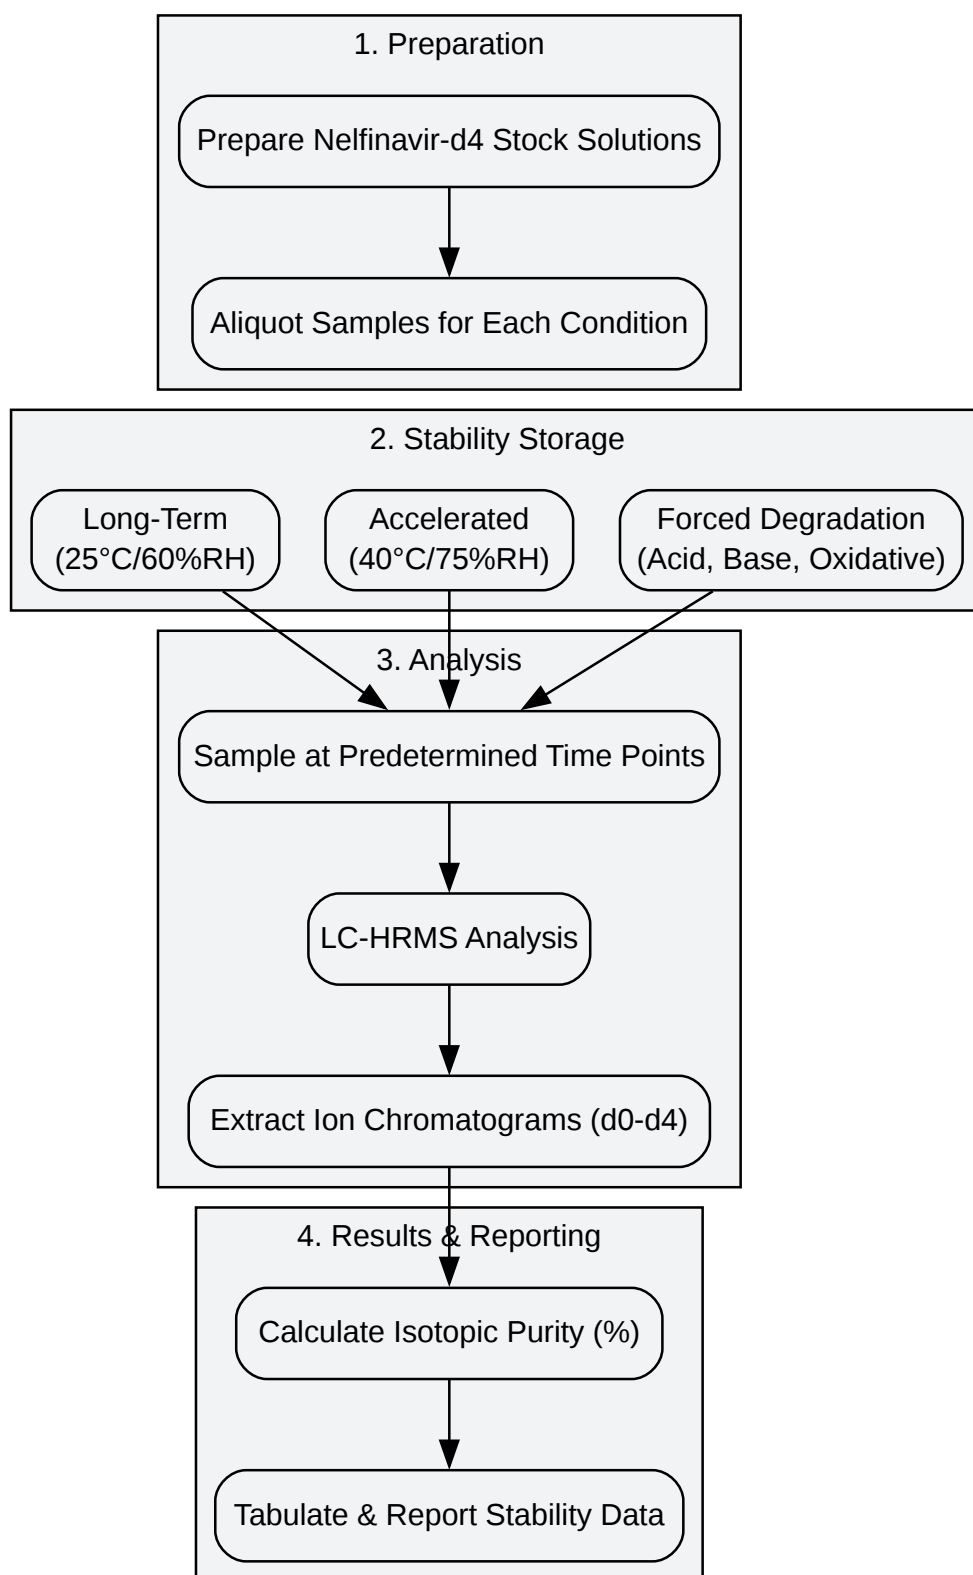 1. Preparation
Prepare Nelfinavir-d4 Stock Solutions
Aliquot Samples for Each Condition
2. Stability Storage
Long-Term
(25°C/60%RH)
Accelerated
(40°C/75%RH)
Forced Degradation
(Acid, Base, Oxidative)
3. Analysis
Sample at Predetermined Time Points
LC-HRMS Analysis
Extract Ion Chromatograms (d0-d4)
4. Results & Reporting
Calculate Isotopic Purity (%)
Tabulate & Report Stability Data